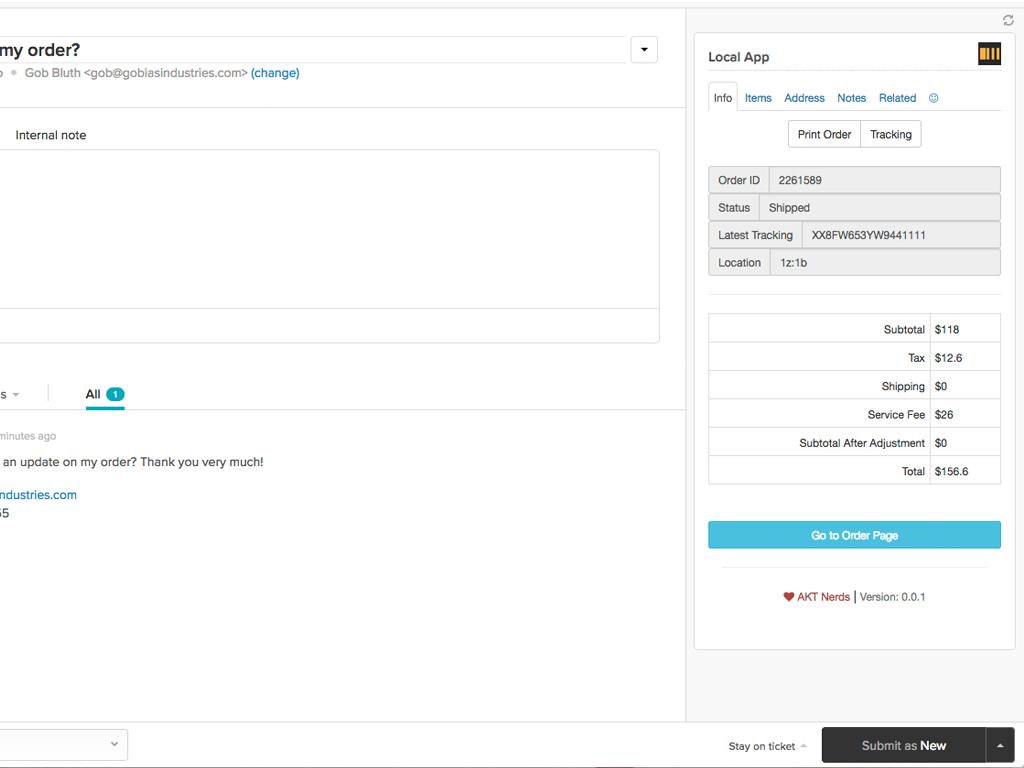 my order?
Gob Bluth <gob@gobiasindustries.com> (change)
Internal note
s
All 1
minutes ago
an update on my order? Thank you very much!
ndustries.com
55
Local App
Info Items Address Notes Related
Print Order Tracking
Order ID 2261589
Status Shipped
Latest Tracking XX8FW653YW9441111
Location 1z:1b
Subtotal $118
Tax $12.6
Shipping $0
Service Fee $26
Subtotal After Adjustment $0
Total $156.6
Go to Order Page
AKT Nerds | Version: 0.0.1
Stay on ticket
Submit as New